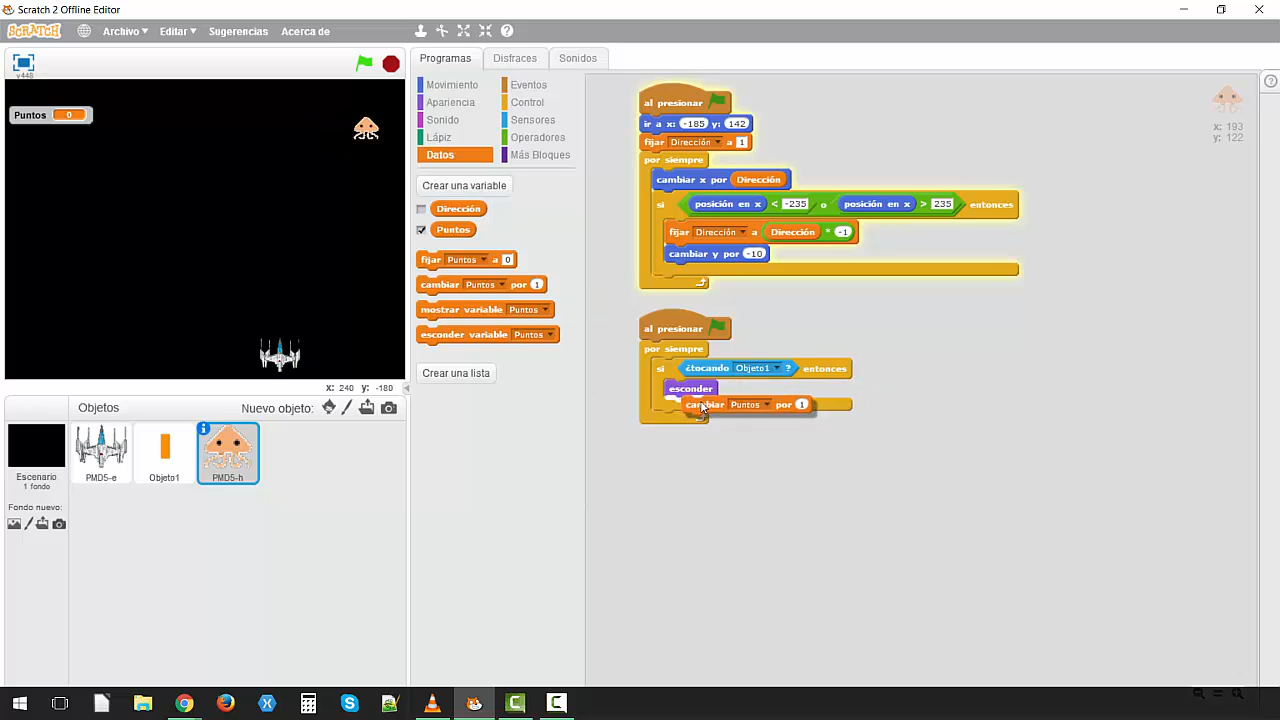 Scratch 2 Offline Editor
SCRATCH Archivo Editar Sugerencias Acerca de
v448
Programas Disfraces Sonidos
Puntos 0
Movimiento Eventos
Apariencia Control
Sonido Sensores
Lápiz Operadores
Datos Más Bloques
Crear una variable
Dirección
Puntos
fijar Puntos a 0
cambiar Puntos por 1
mostrar variable Puntos
esconder variable Puntos
Crear una lista
al presionar
ir a x: -185 y: 142
fijar Dirección a 1
por siempre
cambiar x por Dirección
si posición en x < -235 o posición en x > 235 entonces
fijar Dirección a Dirección * -1
cambiar y por -10
al presionar
por siempre
si ¿tocando Objeto1 ? entonces
esconder
cambiar Puntos por 1
x: 193
y: 122
x: 240 y: -180
Objetos Nuevo objeto:
Escenario
1 fondo
Fondo nuevo:
PMD5-e Objeto1 PMD5-h